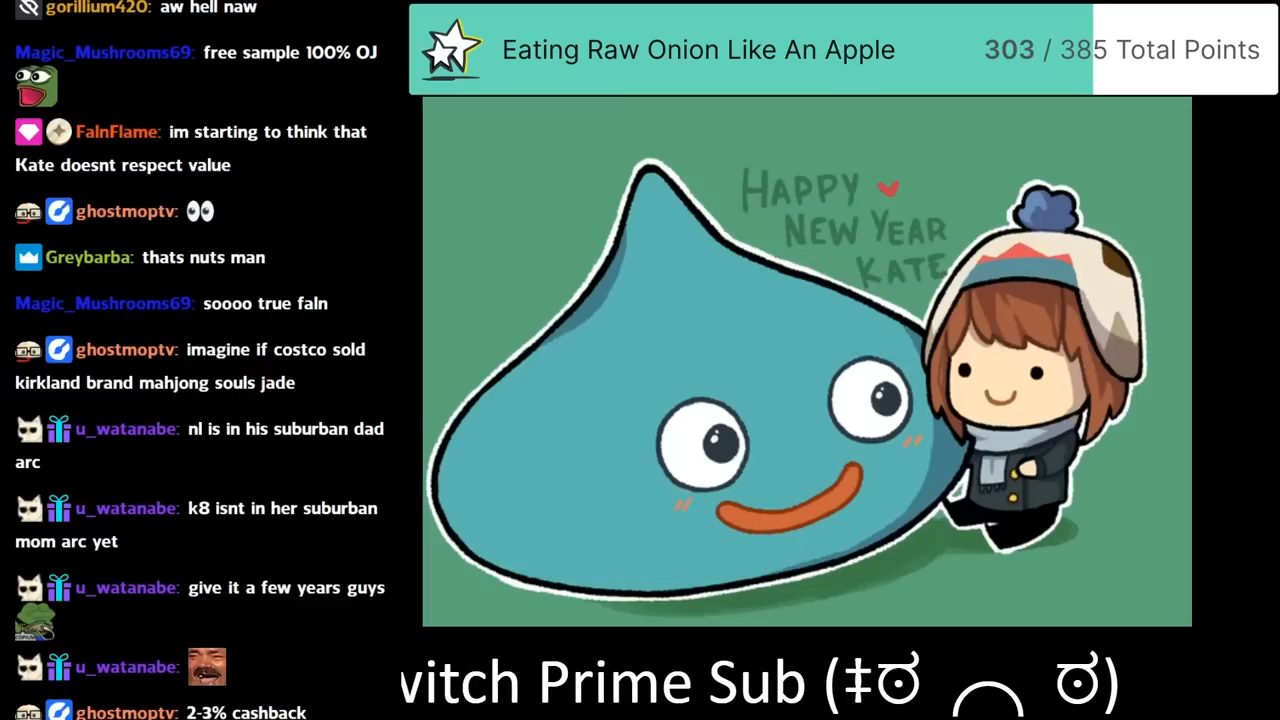 gorillium420: aw hell naw
Magic_Mushrooms69: free sample 100% OJ
FalnFlame: im starting to think that
Kate doesnt respect value
ghostmoptv:
Greybarba: thats nuts man
Magic_Mushrooms69: soooo true faln
ghostmoptv: imagine if costco sold
kirkland brand mahjong souls jade
u_watanabe: nl is in his suburban dad
arc
u_watanabe: k8 isnt in her suburban
mom arc yet
u_watanabe: give it a few years guys
COPIUM
u_watanabe:
ghostmoptv: 2-3% cashback
7 Eating Raw Onion Like An Apple 303 / 385 Total Points
HAPPY
NEW YEAR
KATE
witch Prime Sub (‡ಠ ╭╮ ಠ)